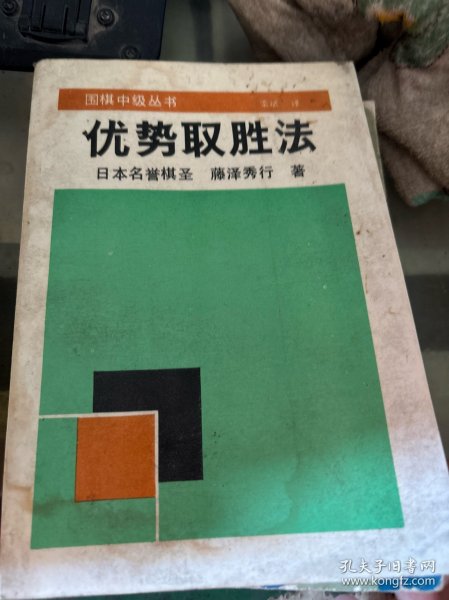 围棋中级丛书
优势取胜法
日本名誉棋圣 藤泽秀行 著
孔夫子旧书网
www.kongfz.com